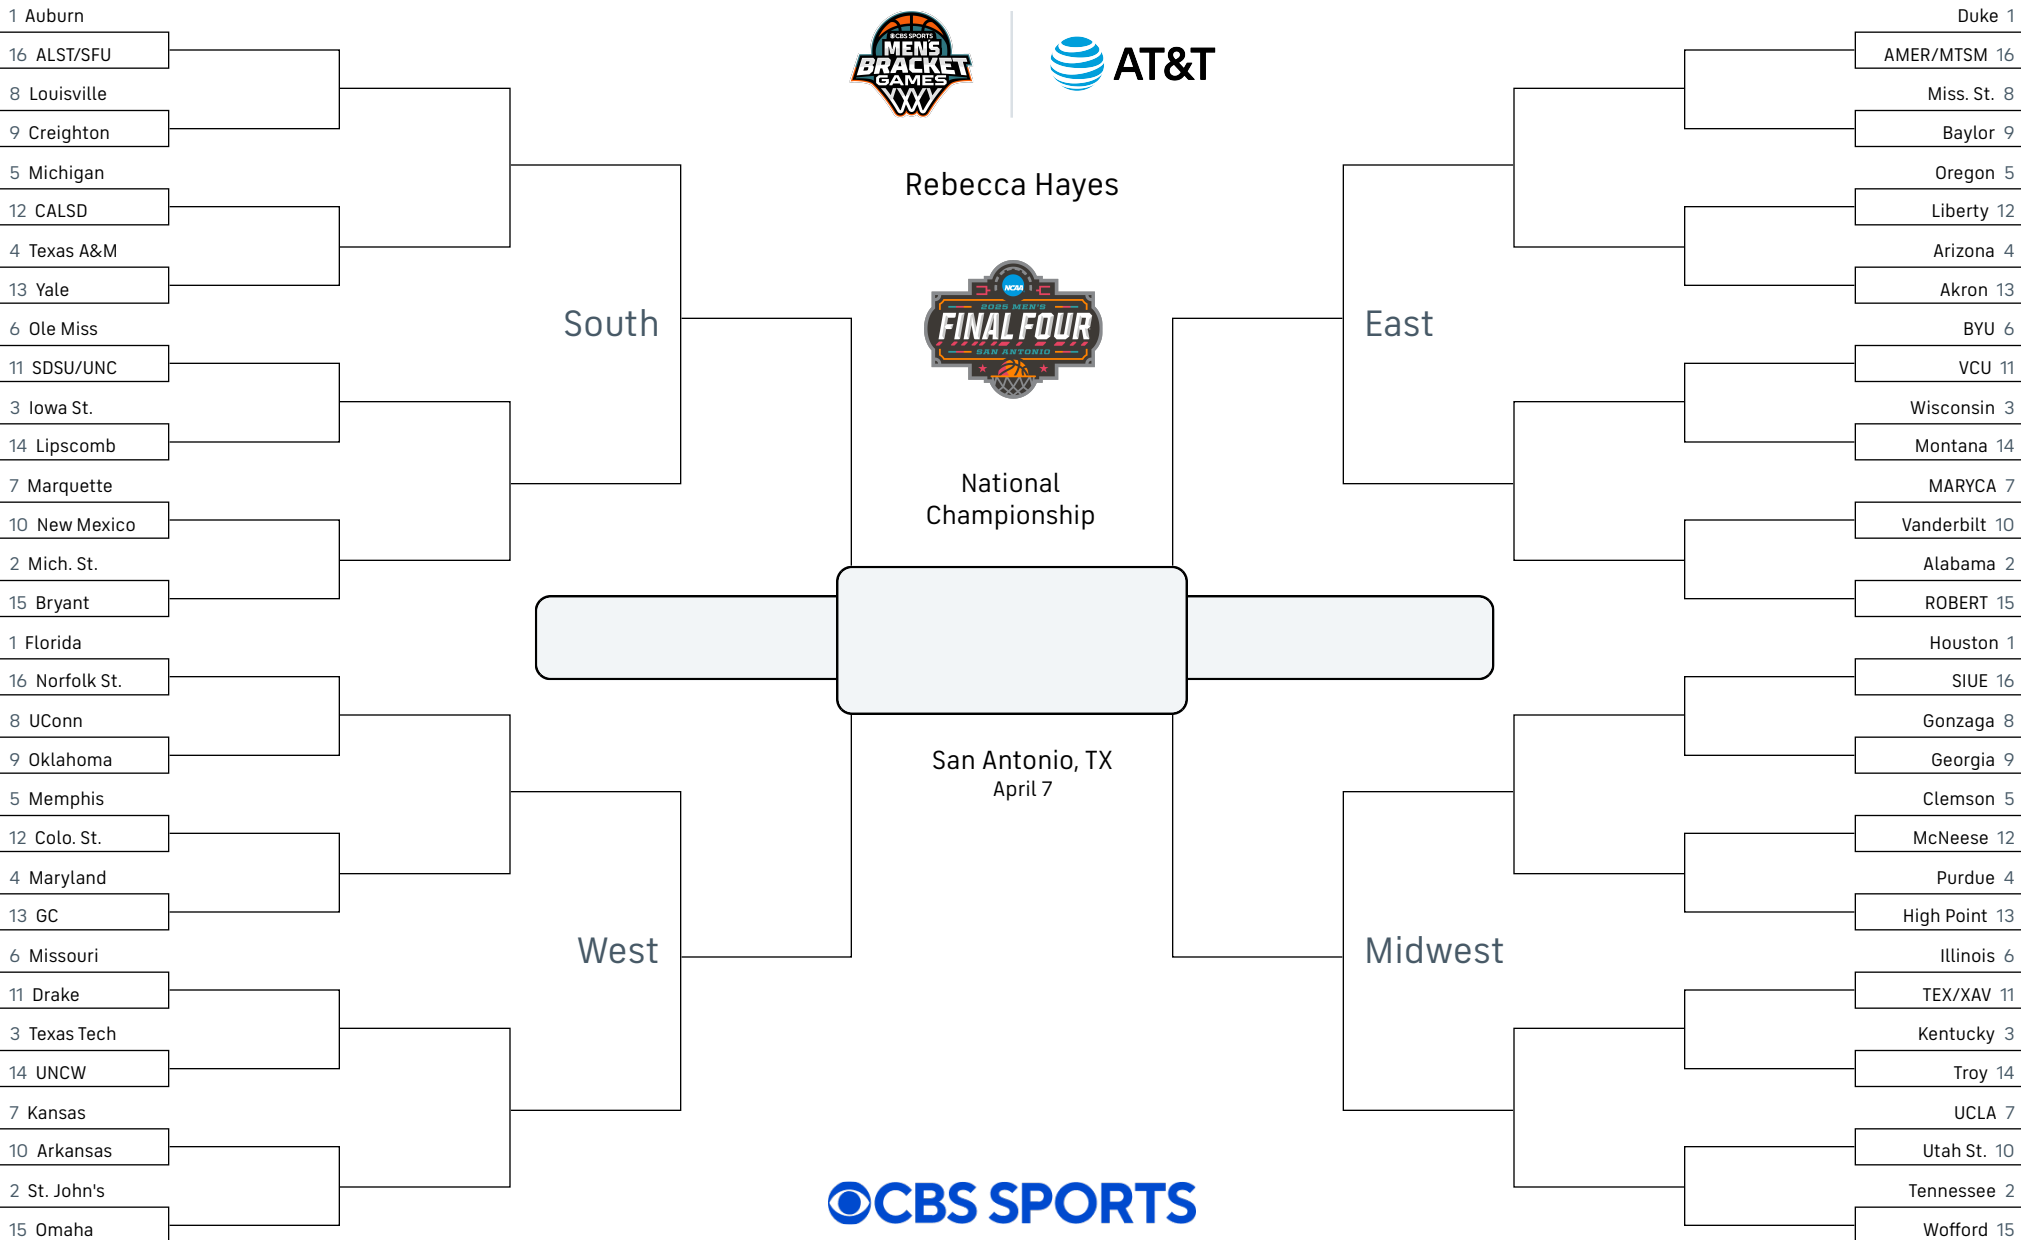 1 Auburn
16 ALST/SFU
8 Louisville
9 Creighton
5 Michigan
12 CALSD
4 Texas A&M
13 Yale
6 Ole Miss
11 SDSU/UNC
3 Iowa St.
14 Lipscomb
7 Marquette
10 New Mexico
2 Mich. St.
15 Bryant
South
1 Florida
16 Norfolk St.
8 UConn
9 Oklahoma
5 Memphis
12 Colo. St.
4 Maryland
13 GC
6 Missouri
11 Drake
3 Texas Tech
14 UNCW
7 Kansas
10 Arkansas
2 St. John's
15 Omaha
West
CBS SPORTS
MEN'S
BRACKET
GAMES
AT&T
Rebecca Hayes
NCAA
2025 MEN'S
FINAL FOUR
SAN ANTONIO
National
Championship
San Antonio, TX
April 7
CBS SPORTS
Duke 1
AMER/MTSM 16
Miss. St. 8
Baylor 9
Oregon 5
Liberty 12
Arizona 4
Akron 13
BYU 6
VCU 11
Wisconsin 3
Montana 14
MARYCA 7
Vanderbilt 10
Alabama 2
ROBERT 15
East
Houston 1
SIUE 16
Gonzaga 8
Georgia 9
Clemson 5
McNeese 12
Purdue 4
High Point 13
Illinois 6
TEX/XAV 11
Kentucky 3
Troy 14
UCLA 7
Utah St. 10
Tennessee 2
Wofford 15
Midwest